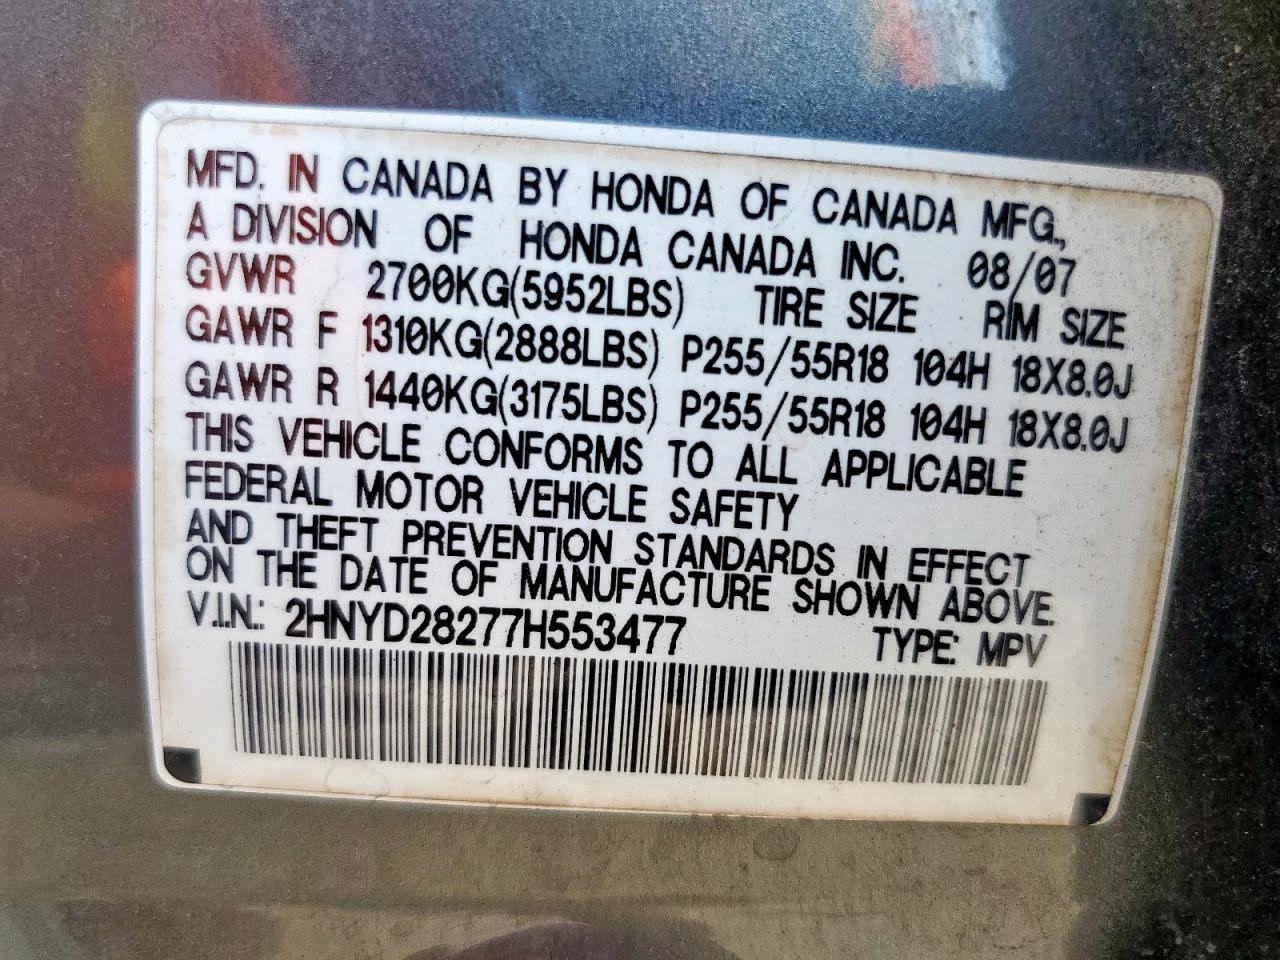 MFD. IN CANADA BY HONDA OF CANADA MFG.,
A DIVISION OF HONDA CANADA INC. 08/07
GVWR 2700KG(5952LBS) TIRE SIZE RIM SIZE
GAWR F 1310KG(2888LBS) P255/55R18 104H 18X8.0J
GAWR R 1440KG(3175LBS) P255/55R18 104H 18X8.0J
THIS VEHICLE CONFORMS TO ALL APPLICABLE
FEDERAL MOTOR VEHICLE SAFETY
AND THEFT PREVENTION STANDARDS IN EFFECT
ON THE DATE OF MANUFACTURE SHOWN ABOVE.
V.I.N.: 2HNYD28277H553477 TYPE: MPV